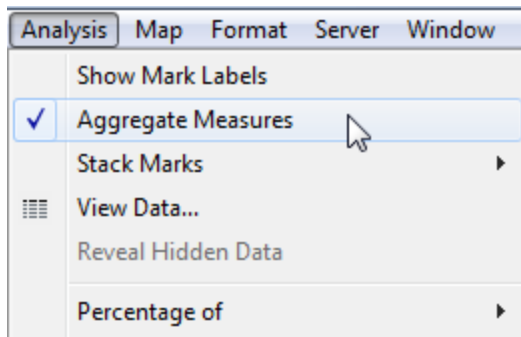 Analysis Map Format Server Window
Show Mark Labels
Aggregate Measures
Stack Marks
View Data...
Reveal Hidden Data
Percentage of